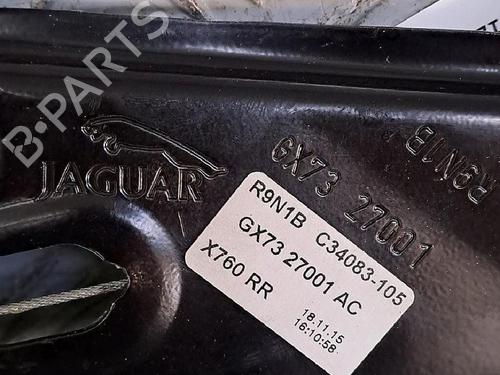 B-PARTS
JAGUAR
GX73 27001
R9N1B
R9N1B C34083-105
GX73 27001 AC
X760 RR
18.11.15
16:10:58